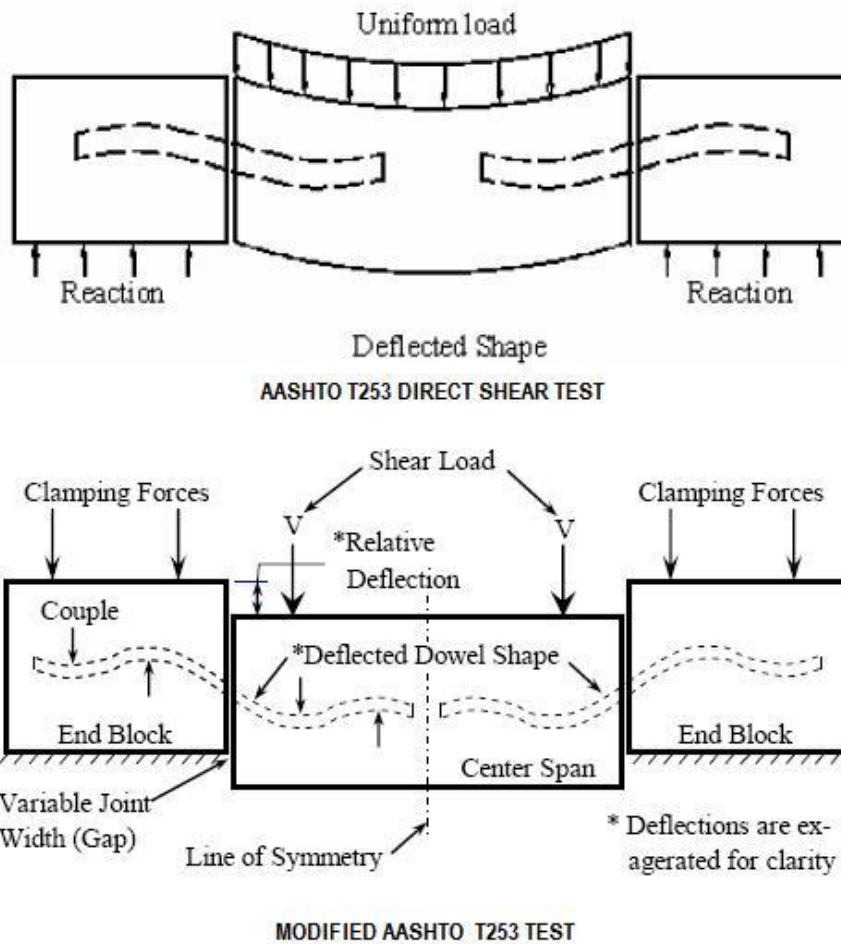 Uniform load
Reaction
Reaction
Deflected Shape
AASHTO T253 DIRECT SHEAR TEST
Shear Load
Clamping Forces
Clamping Forces
V
V
*Relative
Deflection
Couple
*Deflected Dowel Shape
End Block
End Block
Center Span
Variable Joint
Width (Gap)
Line of Symmetry
* Deflections are ex-
agerated for clarity
MODIFIED AASHTO T253 TEST